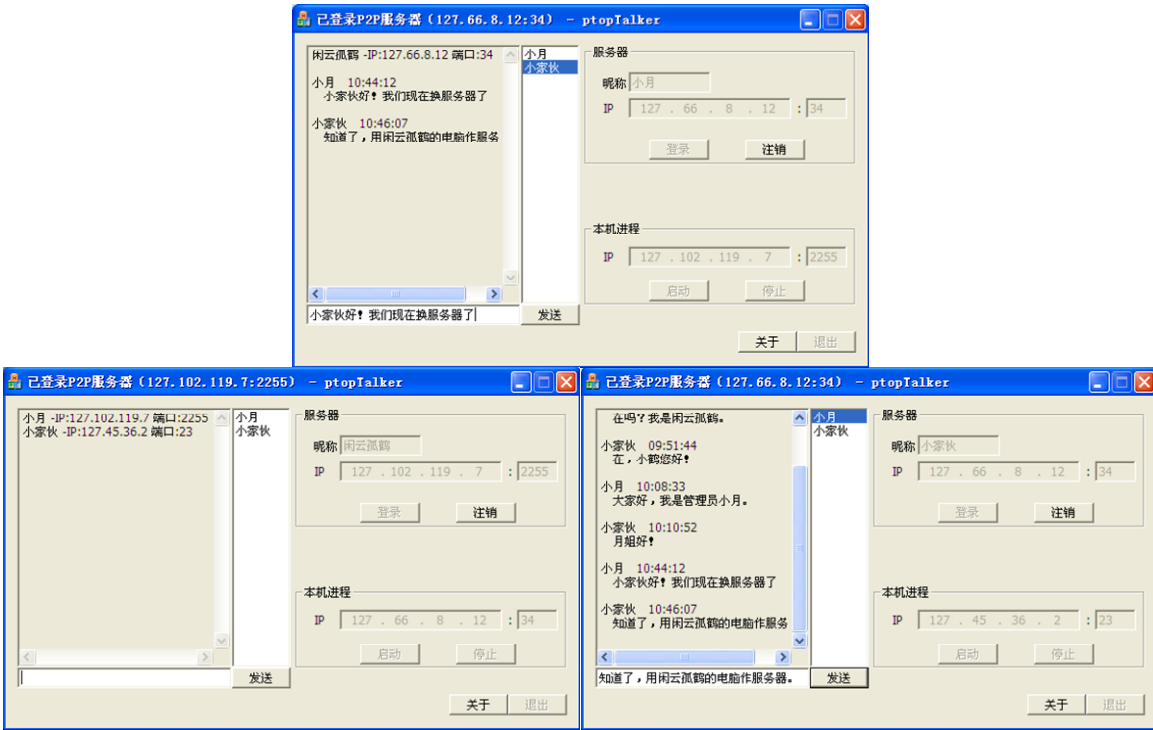 已登录P2P服务器（127.66.8.12:34） - ptopTalker
闲云孤鹤 -IP:127.66.8.12 端口:34
小月 10:44:12
小家伙好！我们现在换服务器了
小家伙 10:46:07
知道了，用闲云孤鹤的电脑作服务
小家伙好！我们现在换服务器了
小月
小家伙
发送
服务器
昵称 小月
IP 127 . 66 . 8 . 12 : 34
登录 注销
本机进程
IP 127 . 102 . 119 . 7 : 2255
启动 停止
关于 退出
已登录P2P服务器（127.102.119.7:2255） - ptopTalker
小月 -IP:127.102.119.7 端口:2255
小家伙 -IP:127.45.36.2 端口:23
小月
小家伙
发送
服务器
昵称 闲云孤鹤
IP 127 . 102 . 119 . 7 : 2255
登录 注销
本机进程
IP 127 . 66 . 8 . 12 : 34
启动 停止
关于 退出
已登录P2P服务器（127.66.8.12:34） - ptopTalker
在吗？我是闲云孤鹤。
小家伙 09:51:44
在，小鹤您好！
小月 10:08:33
大家好，我是管理员小月。
小家伙 10:10:52
月姐好！
小月 10:44:12
小家伙好！我们现在换服务器了
小家伙 10:46:07
知道了，用闲云孤鹤的电脑作服务
知道了，用闲云孤鹤的电脑作服务器。
小月
小家伙
发送
服务器
昵称 小家伙
IP 127 . 66 . 8 . 12 : 34
登录 注销
本机进程
IP 127 . 45 . 36 . 2 : 23
启动 停止
关于 退出